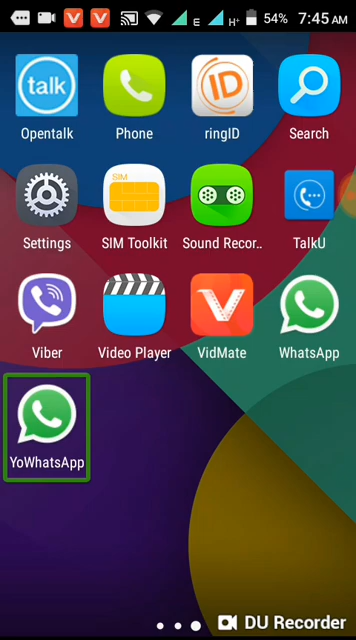 E H+ 54% 7:45 AM
talk ID SIM
Opentalk Phone ringID Search
Settings SIM Toolkit Sound Recor.. TalkU
Viber Video Player VidMate WhatsApp
YoWhatsApp
DU Recorder